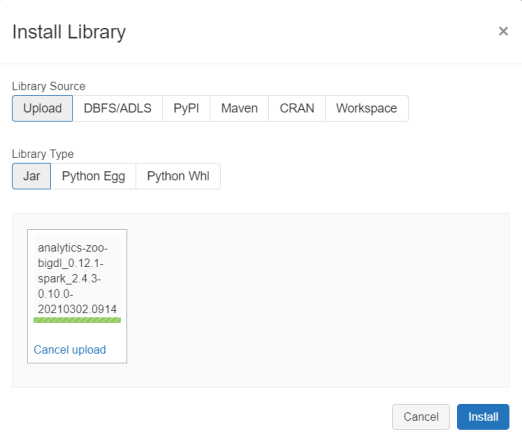 Install Library ×
Library Source
Upload DBFS/ADLS PyPI Maven CRAN Workspace
Library Type
Jar Python Egg Python Whl
analytics-zoo-
bigdl_0.12.1-
spark_2.4.3-
0.10.0-
20210302.0914
Cancel upload
Cancel Install